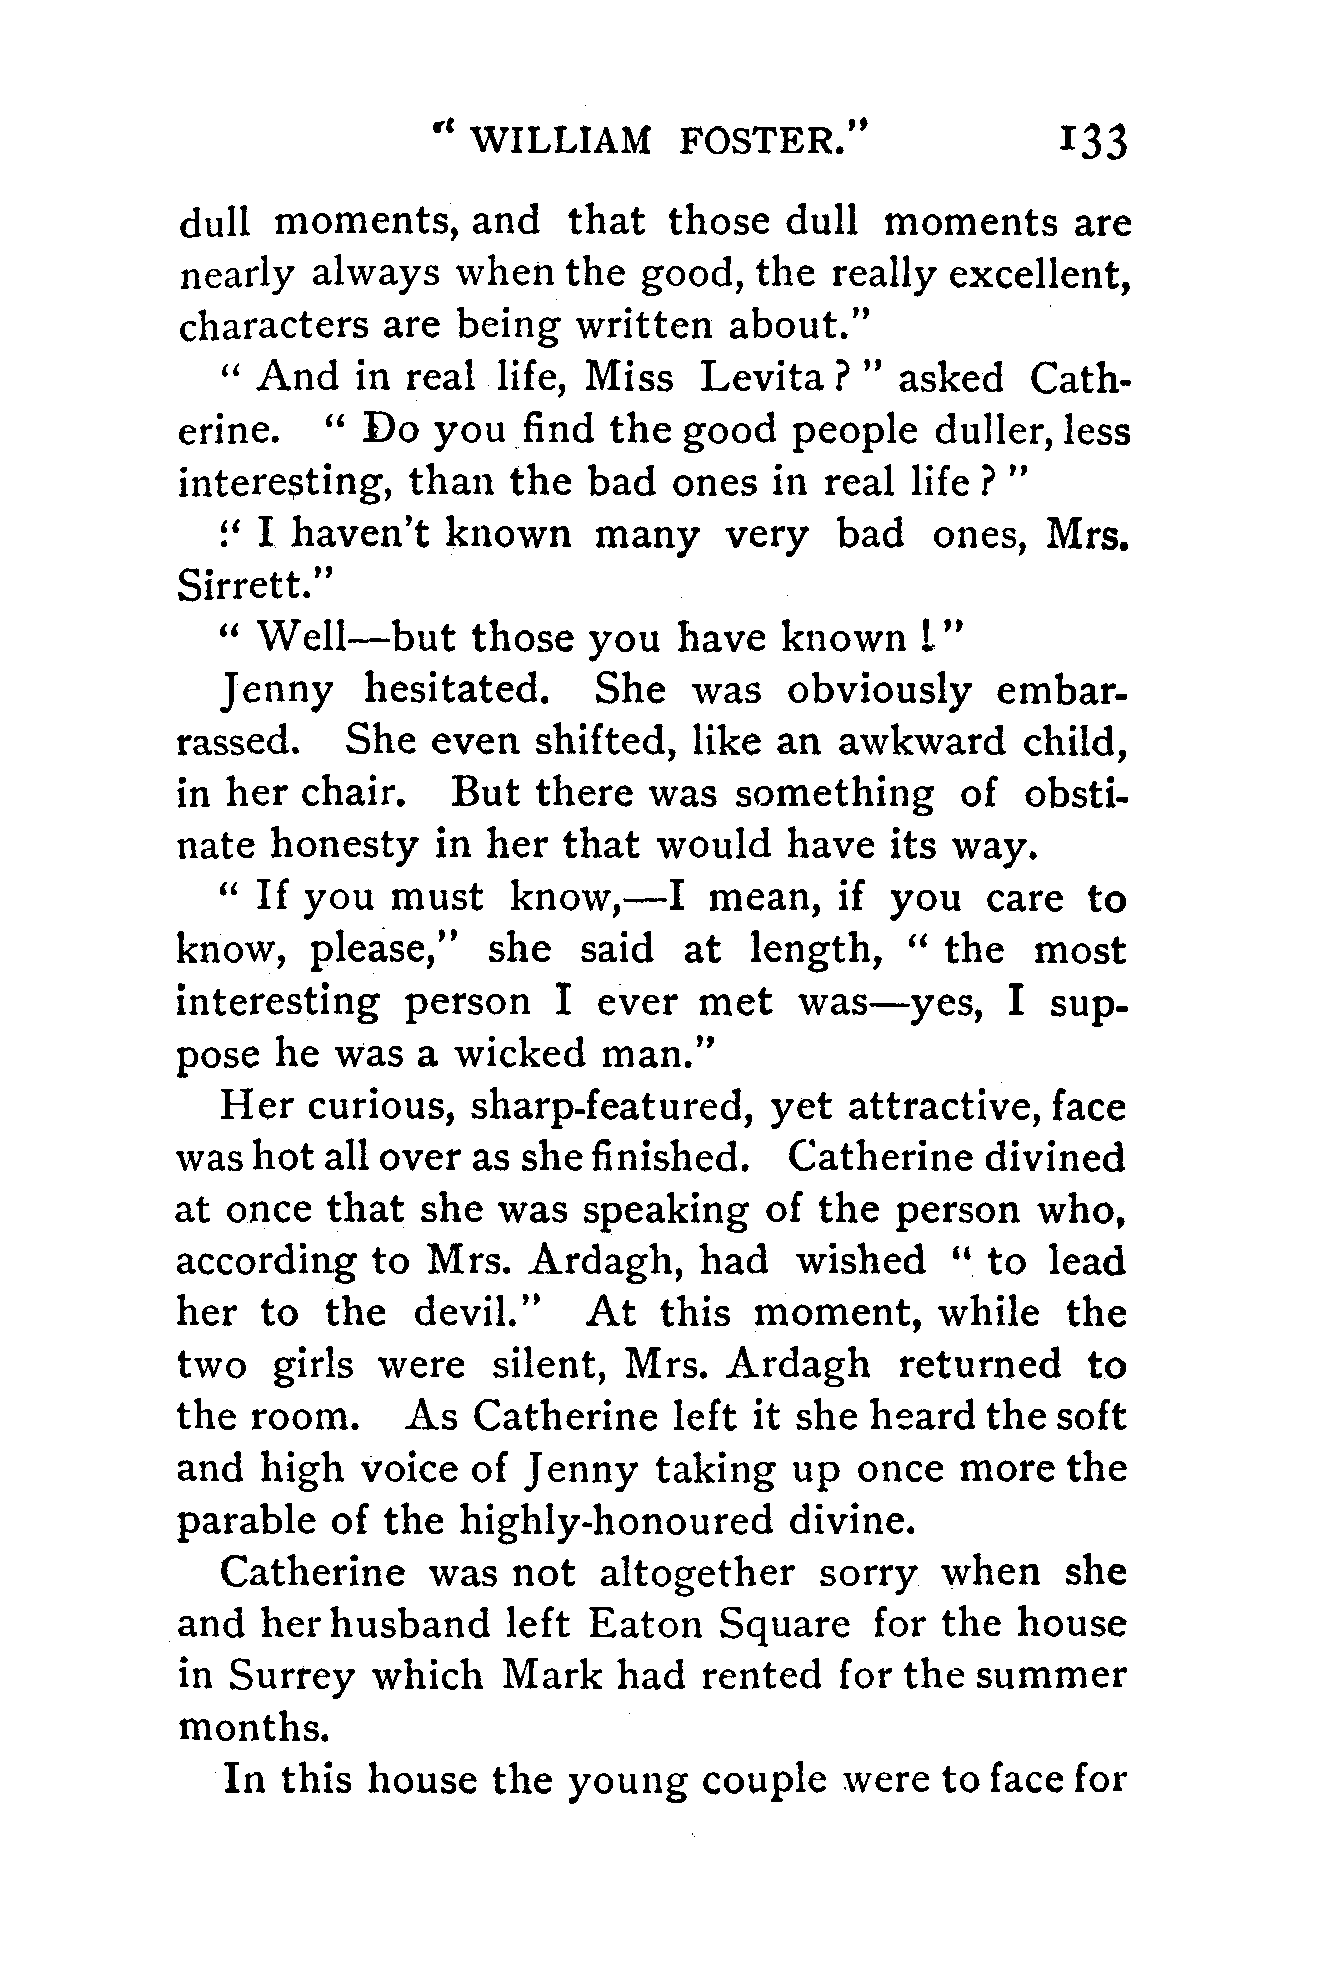 " WILLIAM FOSTER." 133
dull moments, and that those dull moments are
nearly always when the good, the really excellent,
characters are being written about."
" And in real life, Miss Levita ? " asked Cath-
erine. " Do you find the good people duller, less
interesting, than the bad ones in real life ? "
" I haven't known many very bad ones, Mrs.
Sirrett."
" Well—but those you have known ! "
Jenny hesitated. She was obviously embar-
rassed. She even shifted, like an awkward child,
in her chair. But there was something of obsti-
nate honesty in her that would have its way.
" If you must know,—I mean, if you care to
know, please," she said at length, " the most
interesting person I ever met was—yes, I sup-
pose he was a wicked man."
Her curious, sharp-featured, yet attractive, face
was hot all over as she finished. Catherine divined
at once that she was speaking of the person who,
according to Mrs. Ardagh, had wished " to lead
her to the devil." At this moment, while the
two girls were silent, Mrs. Ardagh returned to
the room. As Catherine left it she heard the soft
and high voice of Jenny taking up once more the
parable of the highly-honoured divine.
Catherine was not altogether sorry when she
and her husband left Eaton Square for the house
in Surrey which Mark had rented for the summer
months.
In this house the young couple were to face for